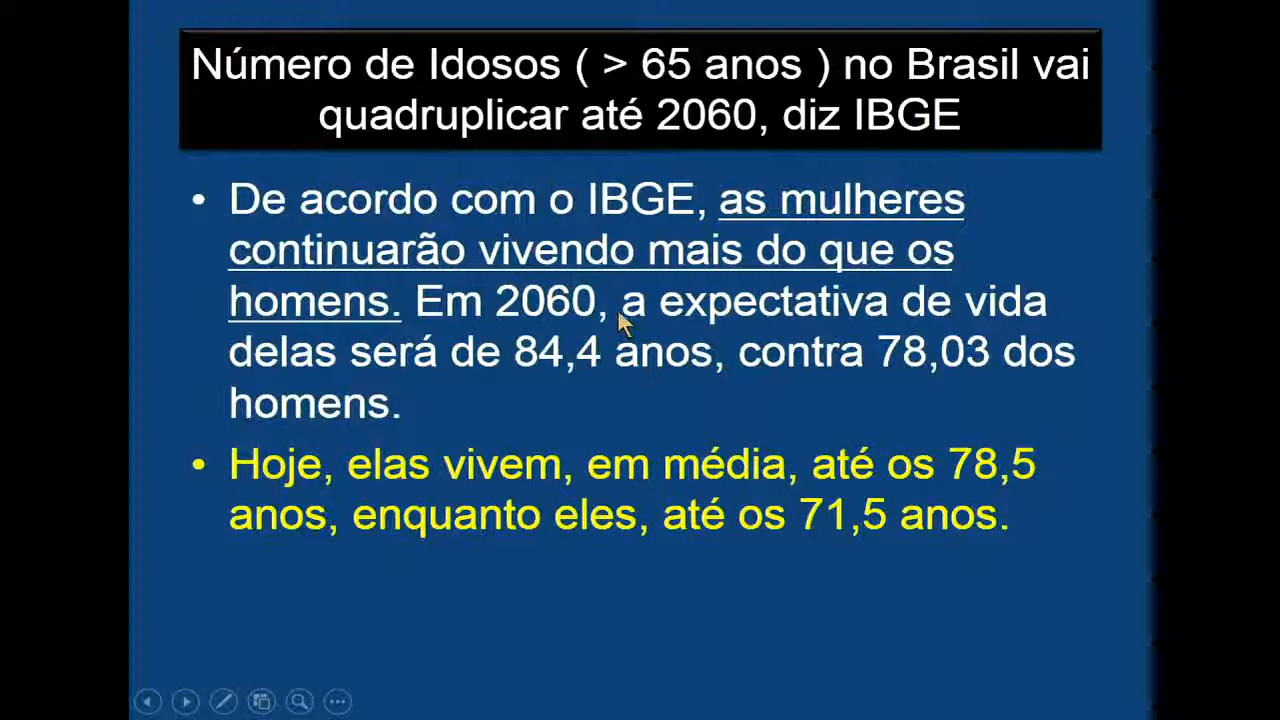 Número de Idosos ( > 65 anos ) no Brasil vai
quadruplicar até 2060, diz IBGE
• De acordo com o IBGE, as mulheres
continuarão vivendo mais do que os
homens. Em 2060, a expectativa de vida
delas será de 84,4 anos, contra 78,03 dos
homens.
• Hoje, elas vivem, em média, até os 78,5
anos, enquanto eles, até os 71,5 anos.